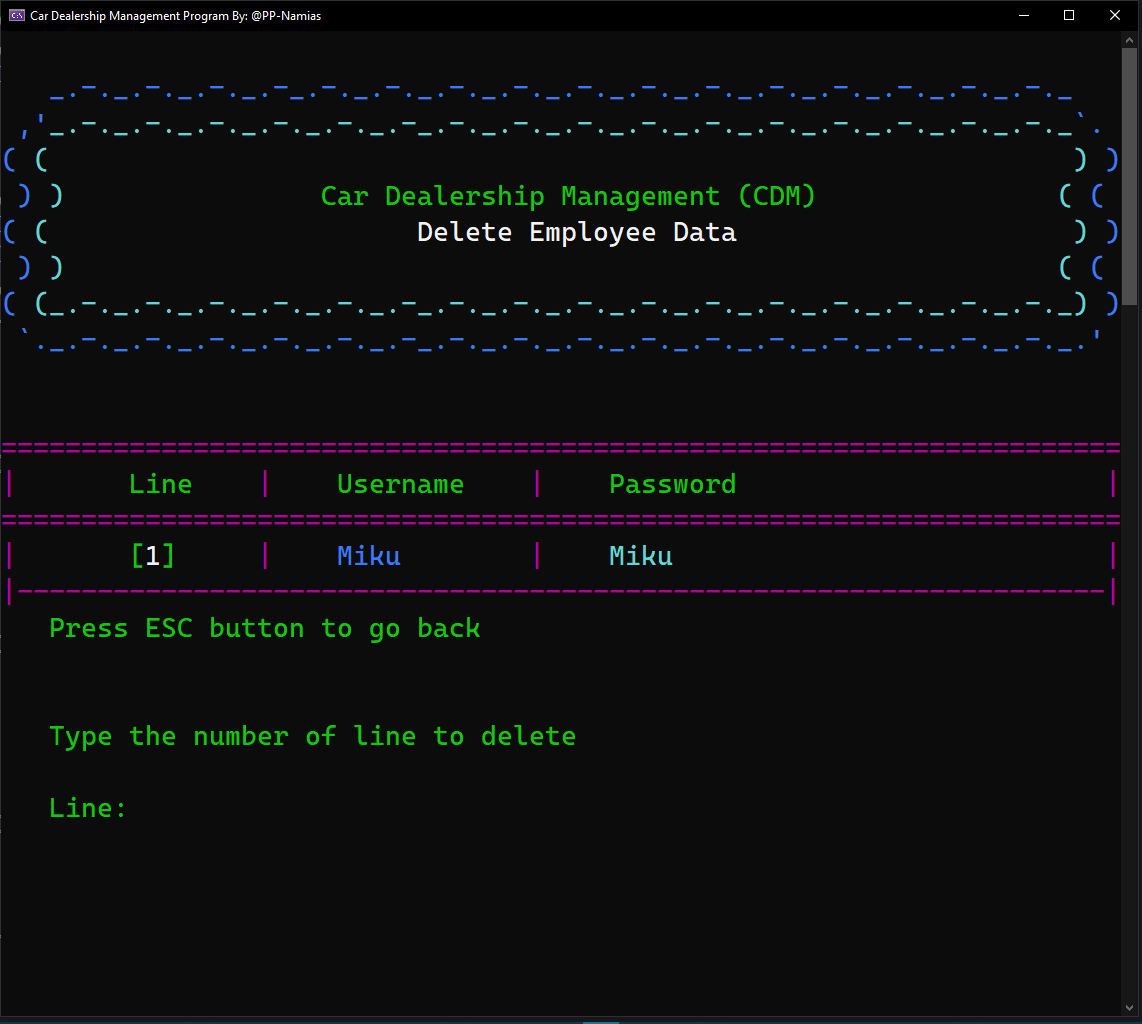 Car Dealership Management Program By: @PP-Namias
Car Dealership Management (CDM)
Delete Employee Data
Line | Username | Password
[1] | Miku | Miku
Press ESC button to go back
Type the number of line to delete
Line: